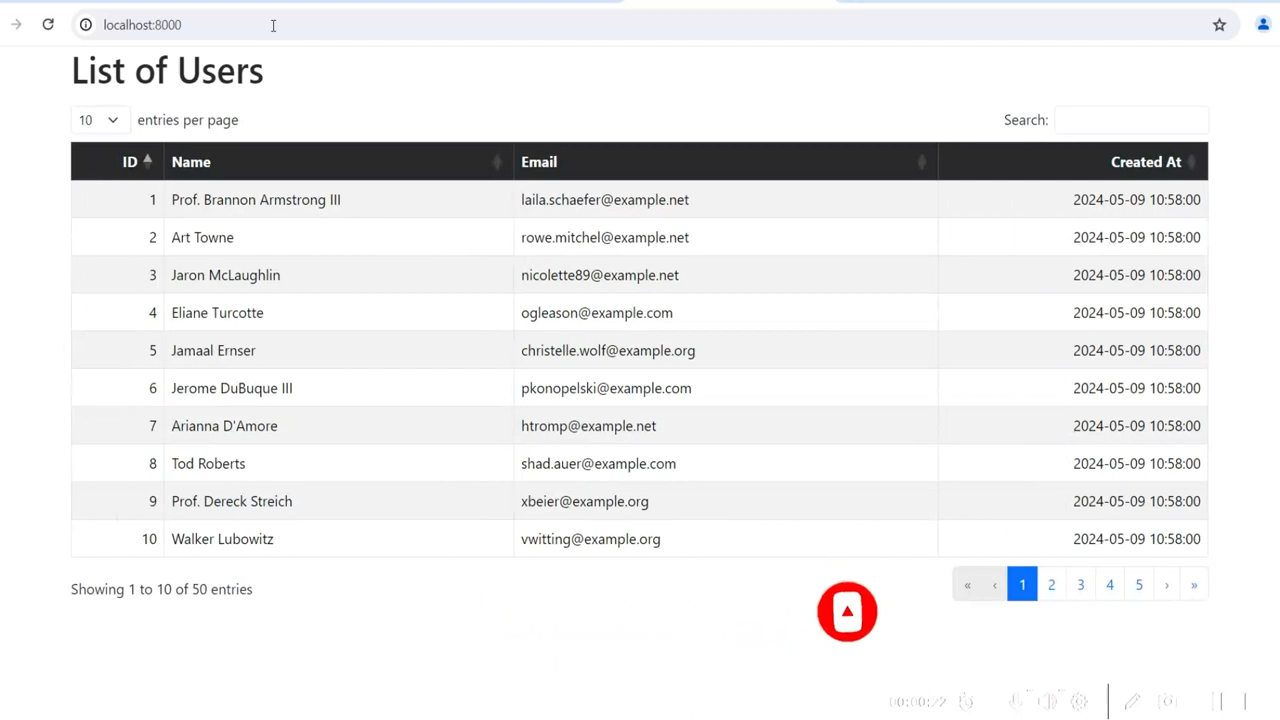 localhost:8000
List of Users
10 entries per page Search:
ID Name Email Created At
1 Prof. Brannon Armstrong III laila.schaefer@example.net 2024-05-09 10:58:00
2 Art Towne rowe.mitchel@example.net 2024-05-09 10:58:00
3 Jaron McLaughlin nicolette89@example.net 2024-05-09 10:58:00
4 Eliane Turcotte ogleason@example.com 2024-05-09 10:58:00
5 Jamaal Ernser christelle.wolf@example.org 2024-05-09 10:58:00
6 Jerome DuBuque III pkonopelski@example.com 2024-05-09 10:58:00
7 Arianna D'Amore htromp@example.net 2024-05-09 10:58:00
8 Tod Roberts shad.auer@example.com 2024-05-09 10:58:00
9 Prof. Dereck Streich xbeier@example.org 2024-05-09 10:58:00
10 Walker Lubowitz vwitting@example.org 2024-05-09 10:58:00
Showing 1 to 10 of 50 entries « ‹ 1 2 3 4 5 › »
00:00:22